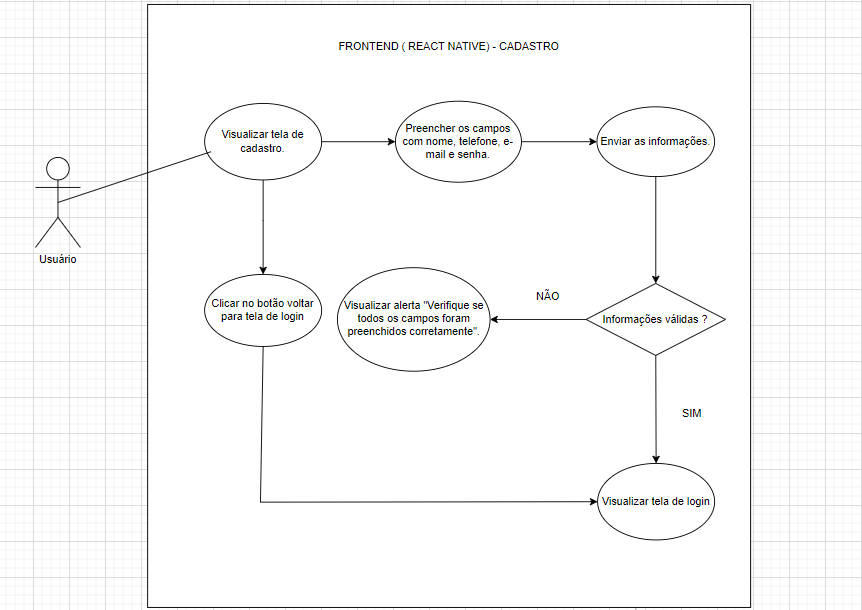 FRONTEND ( REACT NATIVE) - CADASTRO
Visualizar tela de
cadastro.
Preencher os campos
com nome, telefone, e-
mail e senha.
Enviar as informações.
Usuário
Clicar no botão voltar
para tela de login
Visualizar alerta "Verifique se
todos os campos foram
preenchidos corretamente".
NÃO
Informações válidas ?
SIM
Visualizar tela de login